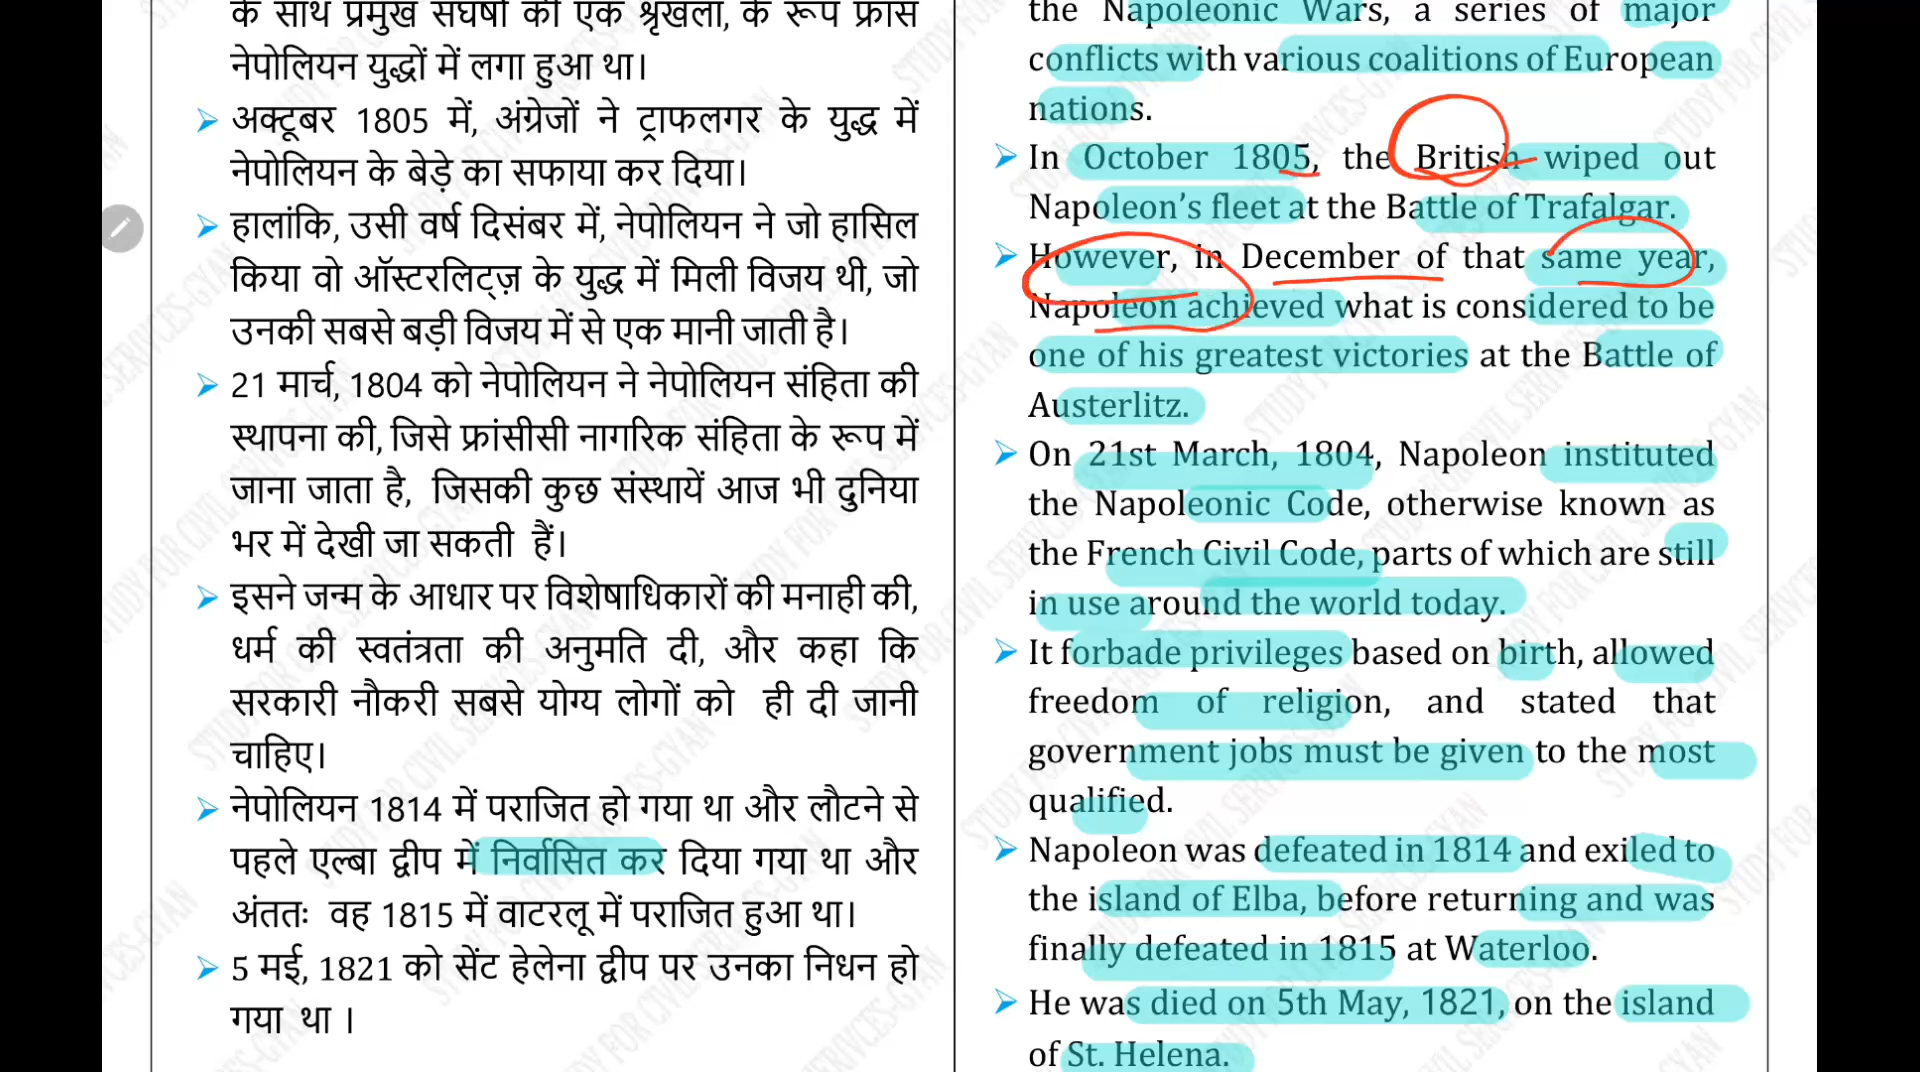 के साथ प्रमुख संघर्षों की एक श्रृंखला, के रूप फ्रांस
नेपोलियन युद्धों में लगा हुआ था।
➢ अक्टूबर 1805 में, अंग्रेजों ने ट्राफलगर के युद्ध में
नेपोलियन के बेड़े का सफाया कर दिया।
➢ हालांकि, उसी वर्ष दिसंबर में, नेपोलियन ने जो हासिल
किया वो ऑस्टरलिट्ज़ के युद्ध में मिली विजय थी, जो
उनकी सबसे बड़ी विजय में से एक मानी जाती है।
➢ 21 मार्च, 1804 को नेपोलियन ने नेपोलियन संहिता की
स्थापना की, जिसे फ्रांसीसी नागरिक संहिता के रूप में
जाना जाता है, जिसकी कुछ संस्थायें आज भी दुनिया
भर में देखी जा सकती हैं।
➢ इसने जन्म के आधार पर विशेषाधिकारों की मनाही की,
धर्म की स्वतंत्रता की अनुमति दी, और कहा कि
सरकारी नौकरी सबसे योग्य लोगों को ही दी जानी
चाहिए।
➢ नेपोलियन 1814 में पराजित हो गया था और लौटने से
पहले एल्बा द्वीप में निर्वासित कर दिया गया था और
अंततः वह 1815 में वाटरलू में पराजित हुआ था।
➢ 5 मई, 1821 को सेंट हेलेना द्वीप पर उनका निधन हो
गया था ।
the Napoleonic Wars, a series of major
conflicts with various coalitions of European
nations.
➢ In October 1805, the British wiped out
Napoleon's fleet at the Battle of Trafalgar.
➢ However, in December of that same year,
Napoleon achieved what is considered to be
one of his greatest victories at the Battle of
Austerlitz.
➢ On 21st March, 1804, Napoleon instituted
the Napoleonic Code, otherwise known as
the French Civil Code, parts of which are still
in use around the world today.
➢ It forbade privileges based on birth, allowed
freedom of religion, and stated that
government jobs must be given to the most
qualified.
➢ Napoleon was defeated in 1814 and exiled to
the island of Elba, before returning and was
finally defeated in 1815 at Waterloo.
➢ He was died on 5th May, 1821, on the island
of St. Helena.